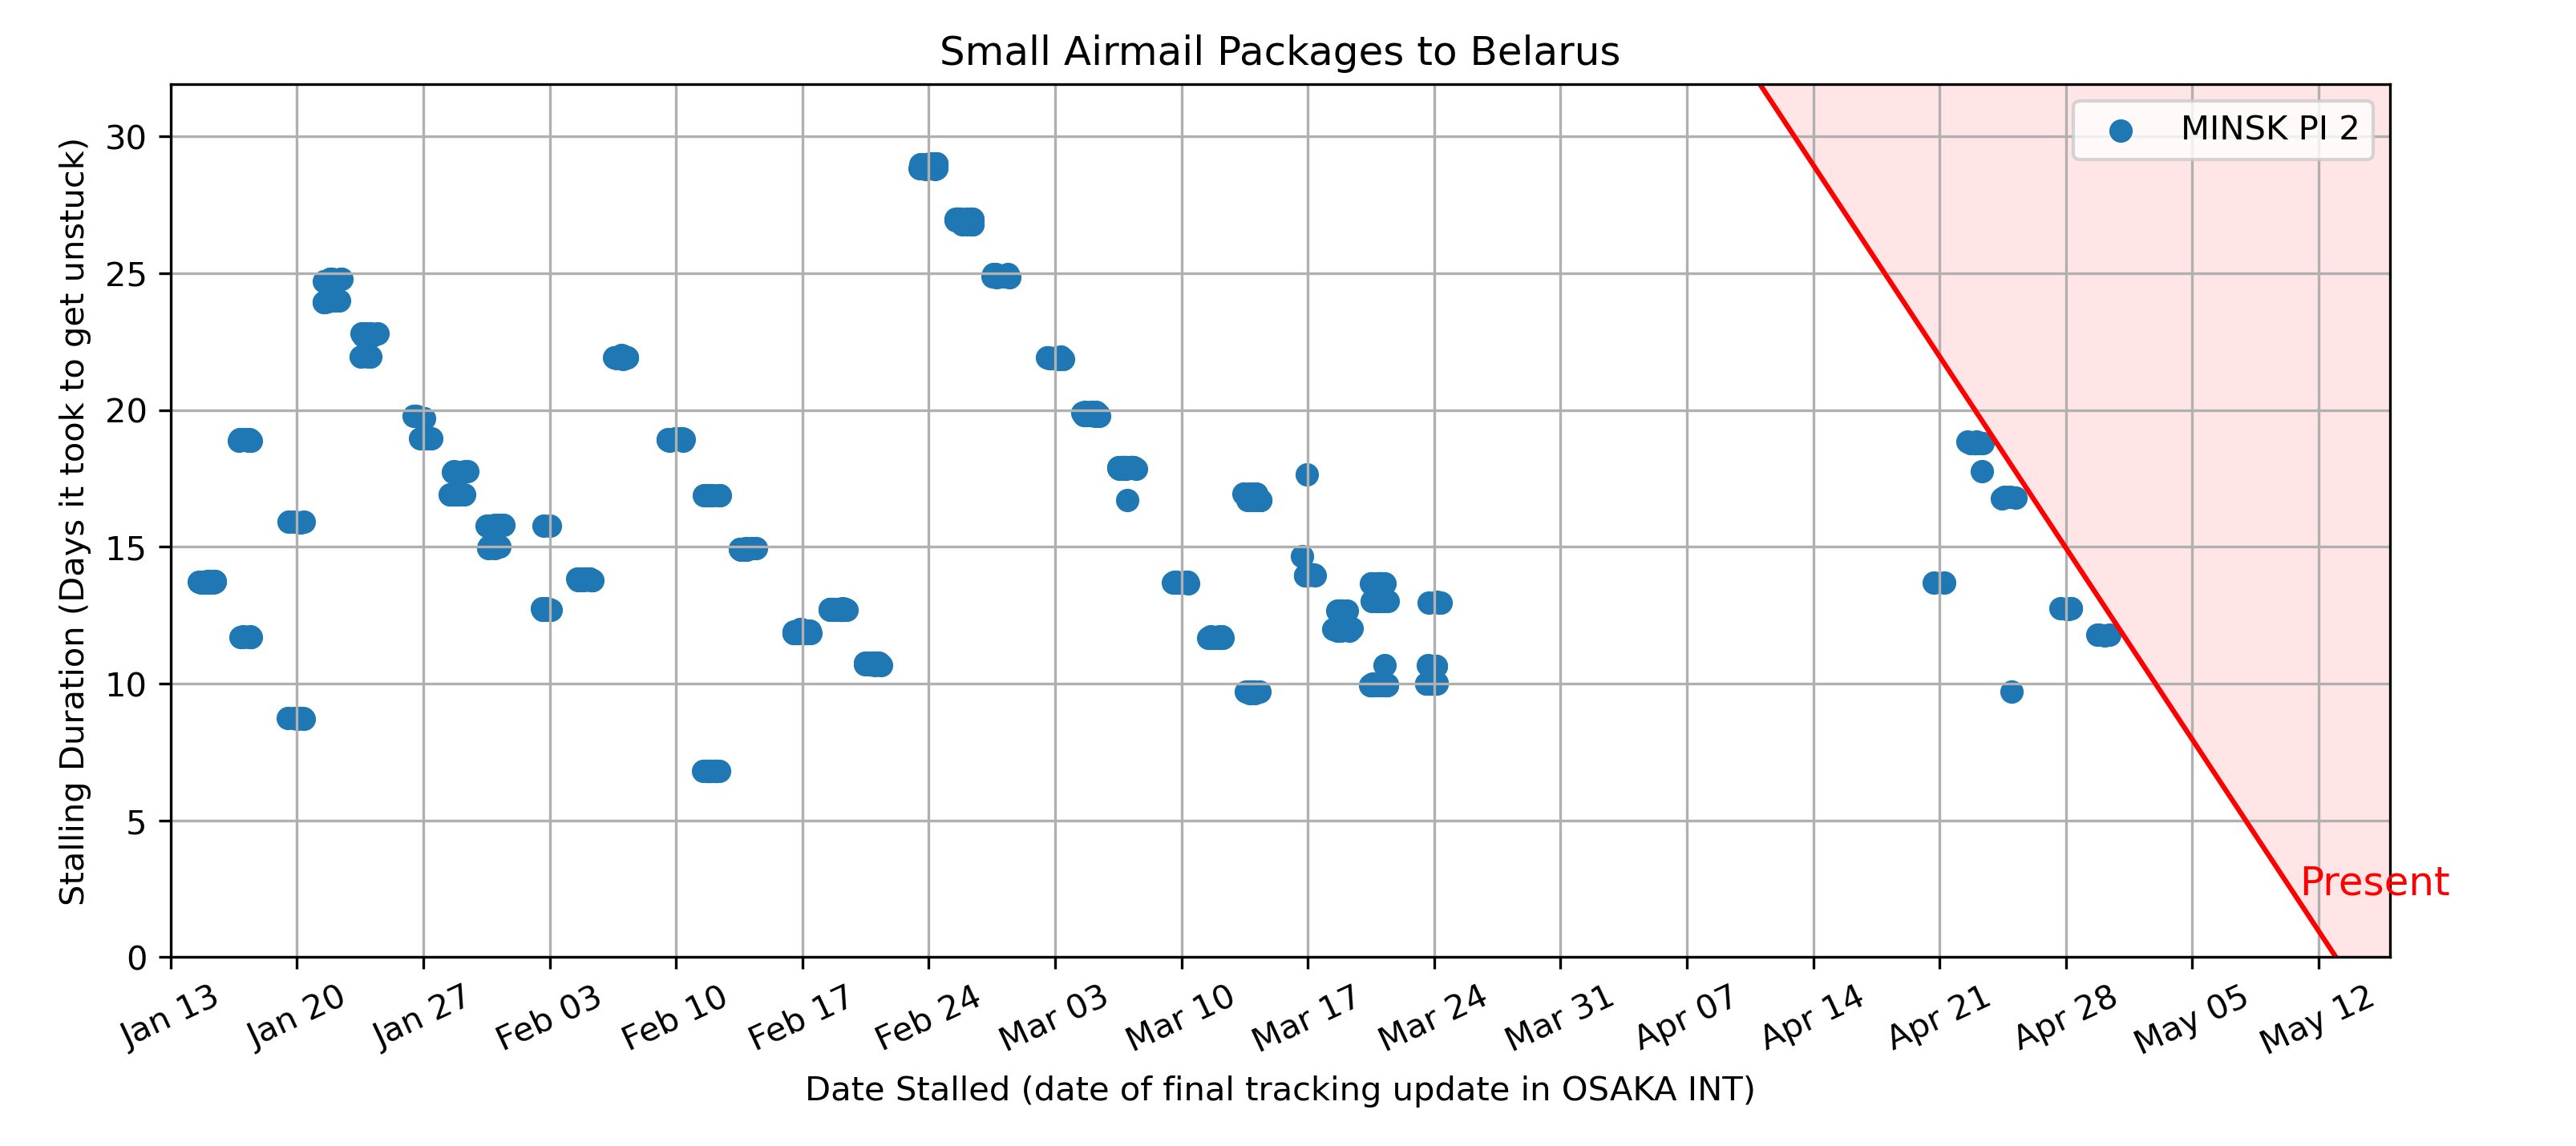 Small Airmail Packages to Belarus
Stalling Duration (Days it took to get unstuck)
30
25
20
15
10
5
0
MINSK PI 2
Present
Jan 13
Jan 20
Jan 27
Feb 03
Feb 10
Feb 17
Feb 24
Mar 03
Mar 10
Mar 17
Mar 24
Mar 31
Apr 07
Apr 14
Apr 21
Apr 28
May 05
May 12
Date Stalled (date of final tracking update in OSAKA INT)